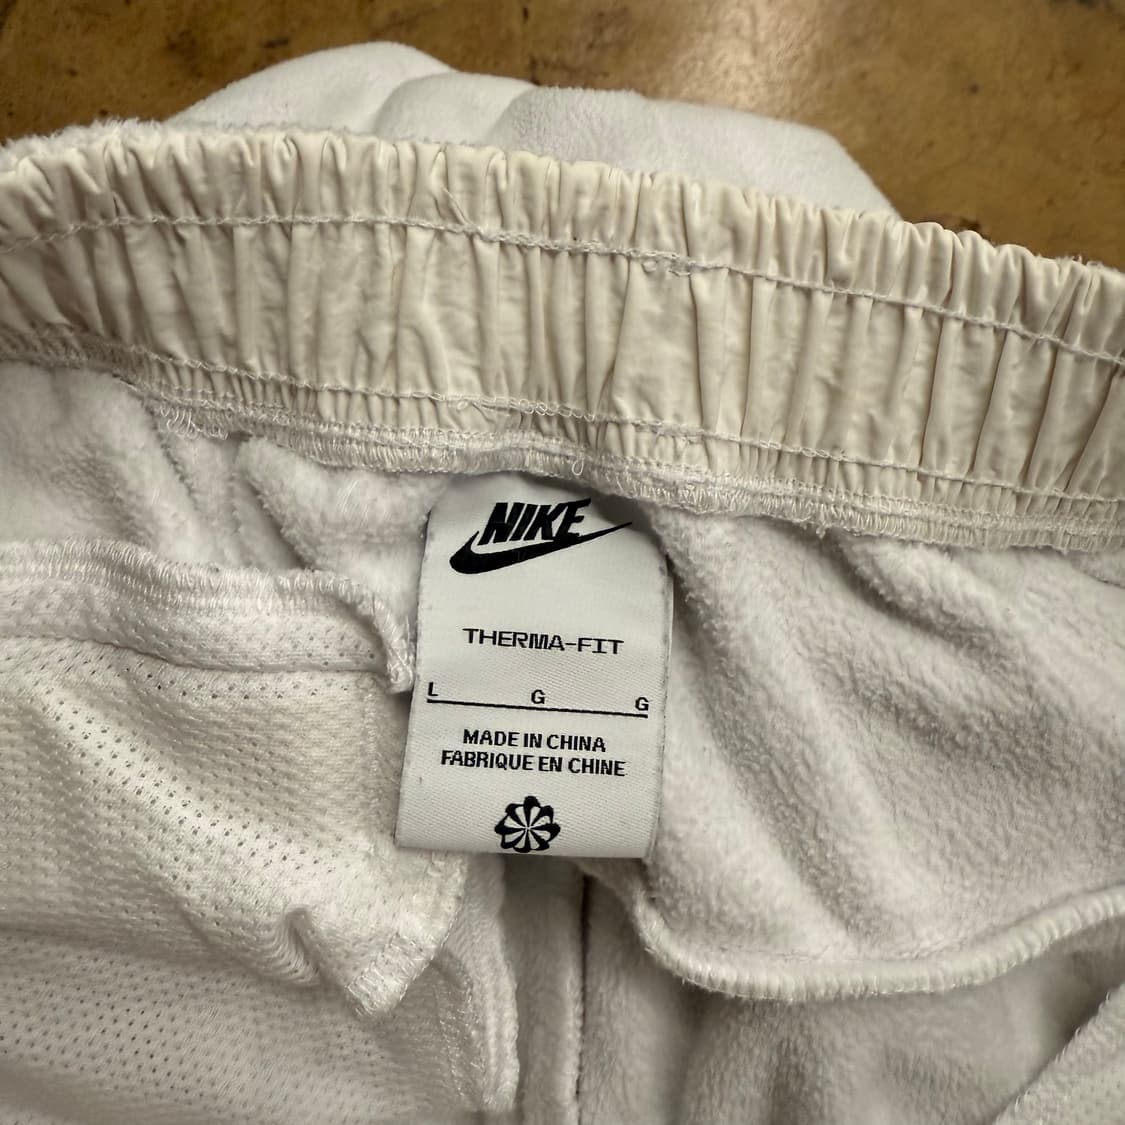 NIKE
THERMA-FIT
L G G
MADE IN CHINA
FABRIQUE EN CHINE